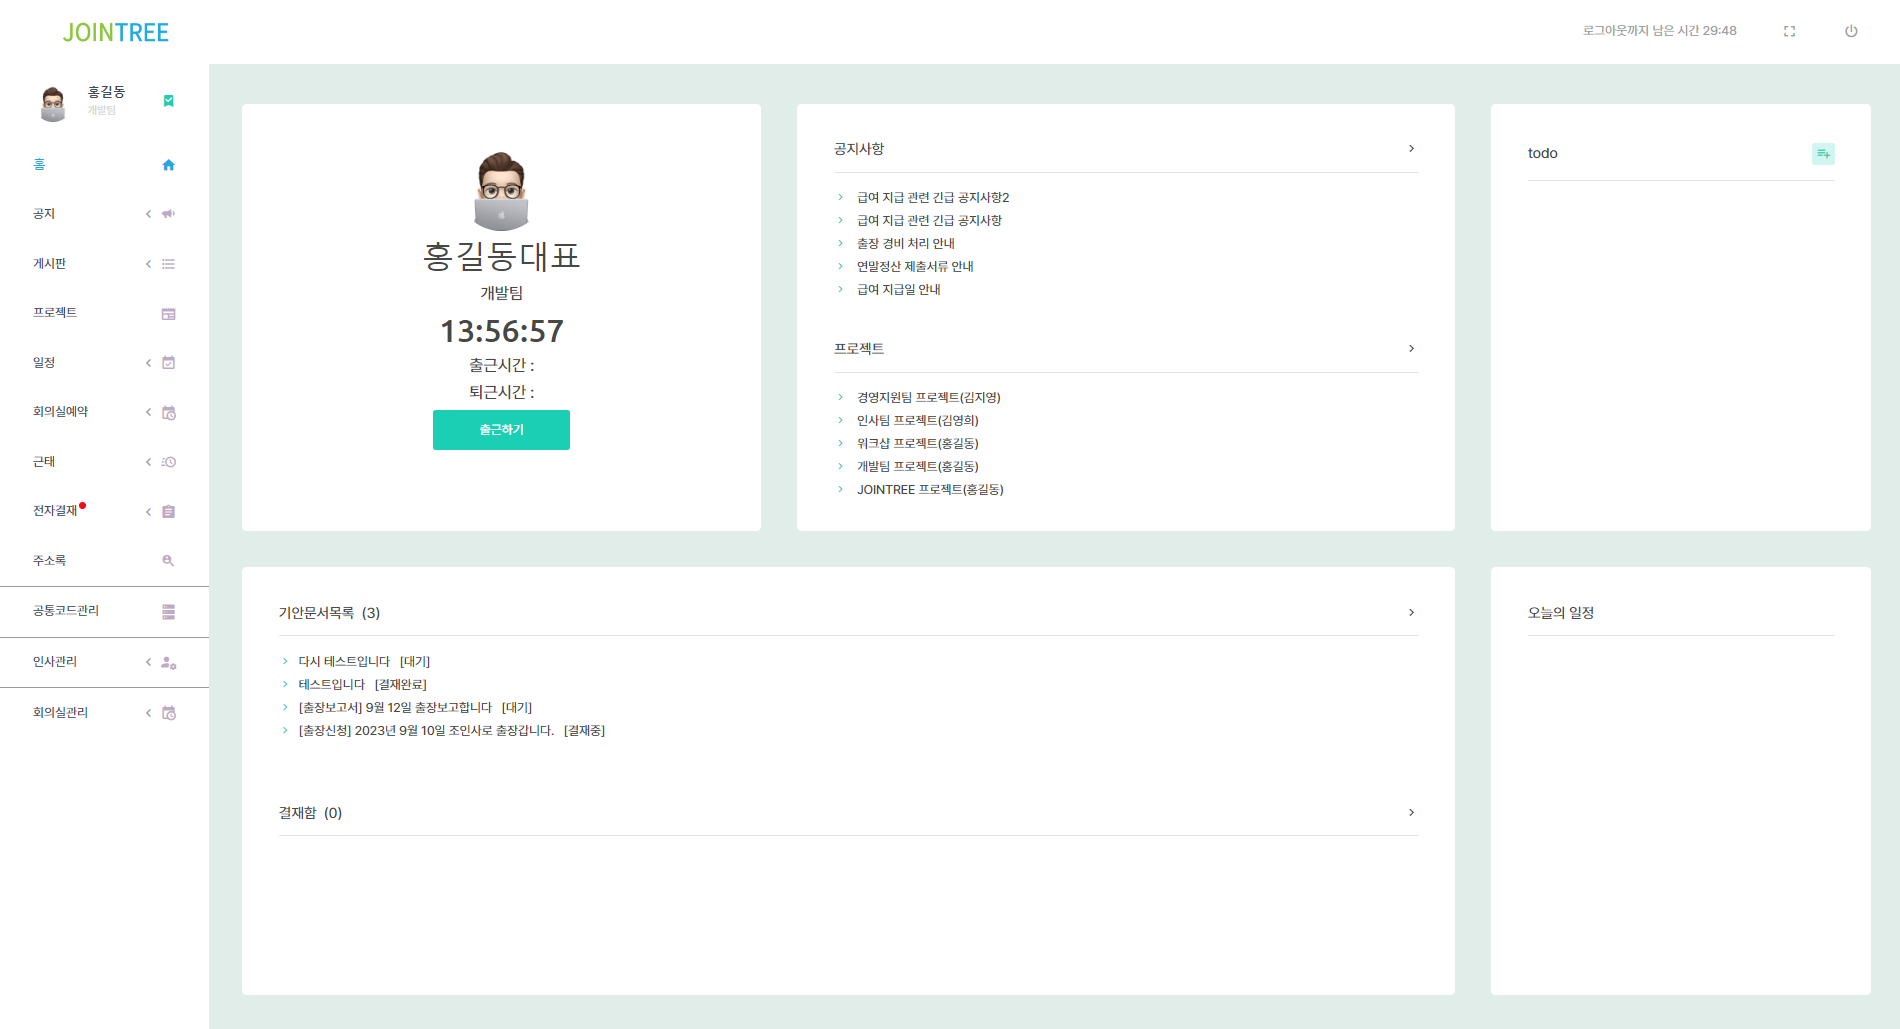 JOINTREE
로그아웃까지 남은 시간 29:48
홍길동
개발팀
홈
공지
게시판
프로젝트
일정
회의실예약
근태
전자결재
주소록
공통코드관리
인사관리
회의실관리
홍길동대표
개발팀
13:56:57
출근시간 :
퇴근시간 :
출근하기
공지사항
급여 지급 관련 긴급 공지사항2
급여 지급 관련 긴급 공지사항
출장 경비 처리 안내
연말정산 제출서류 안내
급여 지급일 안내
프로젝트
경영지원팀 프로젝트(김지영)
인사팀 프로젝트(김영희)
워크샵 프로젝트(홍길동)
개발팀 프로젝트(홍길동)
JOINTREE 프로젝트(홍길동)
todo
기안문서목록 (3)
다시 테스트입니다 [대기]
테스트입니다 [결재완료]
[출장보고서] 9월 12일 출장보고합니다 [대기]
[출장신청] 2023년 9월 10일 조인사로 출장갑니다. [결재중]
결재함 (0)
오늘의 일정